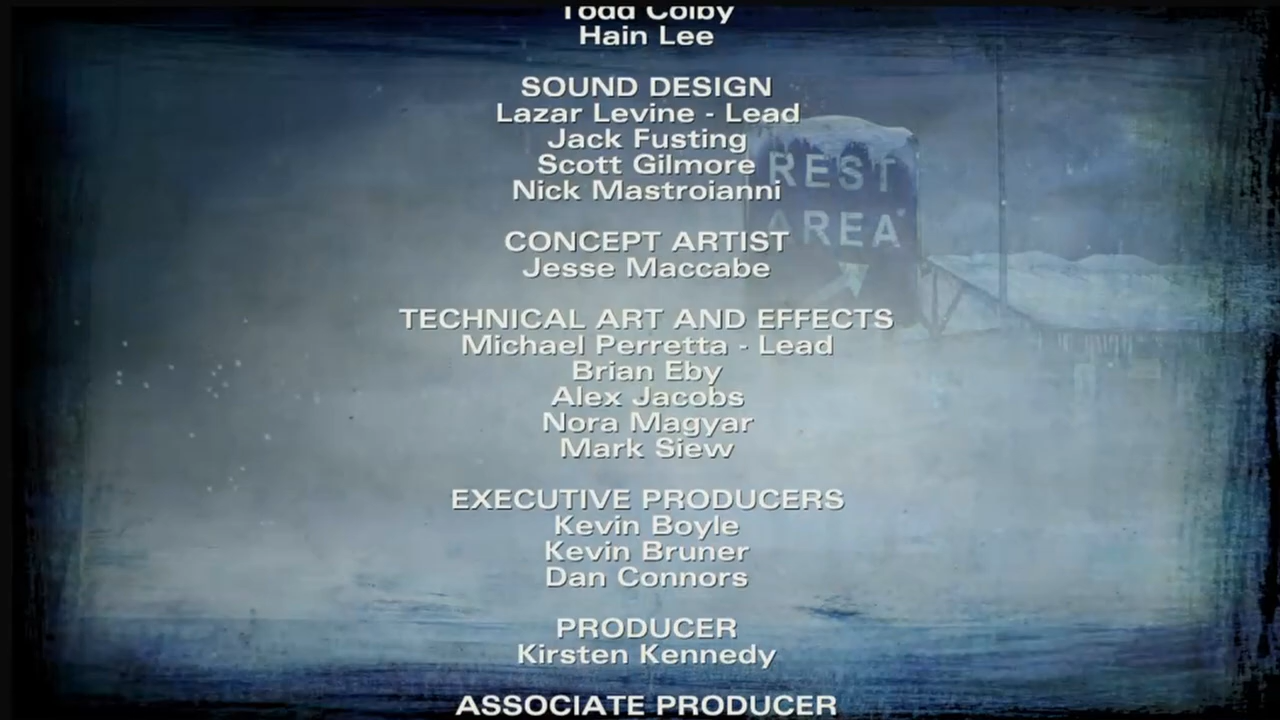 Todd Colby
Hain Lee
SOUND DESIGN
Lazar Levine - Lead
Jack Fusting
Scott Gilmore
Nick Mastroianni
REST
AREA
CONCEPT ARTIST
Jesse Maccabe
TECHNICAL ART AND EFFECTS
Michael Perretta - Lead
Brian Eby
Alex Jacobs
Nora Magyar
Mark Siew
EXECUTIVE PRODUCERS
Kevin Boyle
Kevin Bruner
Dan Connors
PRODUCER
Kirsten Kennedy
ASSOCIATE PRODUCER